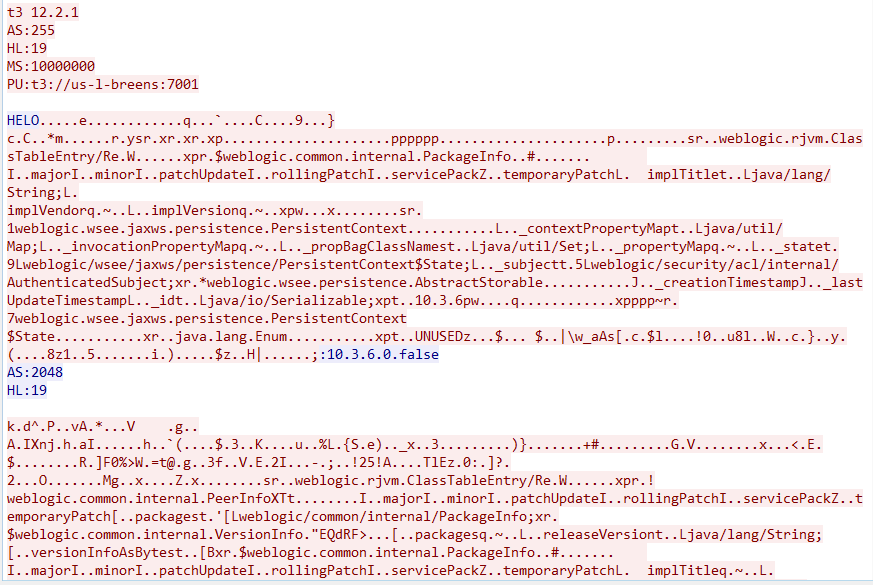 t3 12.2.1
AS:255
HL:19
MS:10000000
PU:t3://us-l-breens:7001
HELO.....e............q...`....C....9...}
c.C..*m......r.ysr.xr.xr.xp.....................pppppp.....................p.........sr..weblogic.rjvm.Clas
sTableEntry/Re.W......xpr.$weblogic.common.internal.PackageInfo..#.......
I..majorI..minorI..patchUpdateI..rollingPatchI..servicePackZ..temporaryPatchL. implTitlet..Ljava/lang/
String;L.
implVendorq.~..L..implVersionq.~..xpw...x........sr.
1weblogic.wsee.jaxws.persistence.PersistentContext...........L.._contextPropertyMapt..Ljava/util/
Map;L.._invocationPropertyMapq.~..L.._propBagClassNamest..Ljava/util/Set;L.._propertyMapq.~..L.._statet.
9Lweblogic/wsee/jaxws/persistence/PersistentContext$State;L.._subjectt.5Lweblogic/security/acl/internal/
AuthenticatedSubject;xr.*weblogic.wsee.persistence.AbstractStorable...........J.._creationTimestampJ.._last
UpdateTimestampL.._idt..Ljava/io/Serializable;xpt..10.3.6pw....q............xpppp~r.
7weblogic.wsee.jaxws.persistence.PersistentContext
$State...........xr..java.lang.Enum...........xpt..UNUSEDz...$... $..|\w_aAs[.c.$l....!0..u8l..W..c.}..y.
(....8z1..5.......i.).....$z..H|......;:10.3.6.0.false
AS:2048
HL:19
k.d^.P..vA.*...V .g..
A.IXnj.h.aI......h..`(....$.3..K....u..%L.{S.e)..._x..3.........)}.......+#.........G.V........x...<.E.
$........R.]F0%>W.=t@.g..3f..V.E.2I...-.;..!25!A....TlEz.0:.]?.
2...O.......Mg..x....Z.x........sr..weblogic.rjvm.ClassTableEntry/Re.W......xpr.!
weblogic.common.internal.PeerInfoXTt........I..majorI..minorI..patchUpdateI..rollingPatchI..servicePackZ..t
emporaryPatch[..packagest.'[Lweblogic/common/internal/PackageInfo;xr.
$weblogic.common.internal.VersionInfo."EQdRF>...[..packagesq.~..L..releaseVersiont..Ljava/lang/String;
[..versionInfoAsBytest..[Bxr.$weblogic.common.internal.PackageInfo..#.......
I..majorI..minorI..patchUpdateI..rollingPatchI..servicePackZ..temporaryPatchL. implTitleq.~..L.